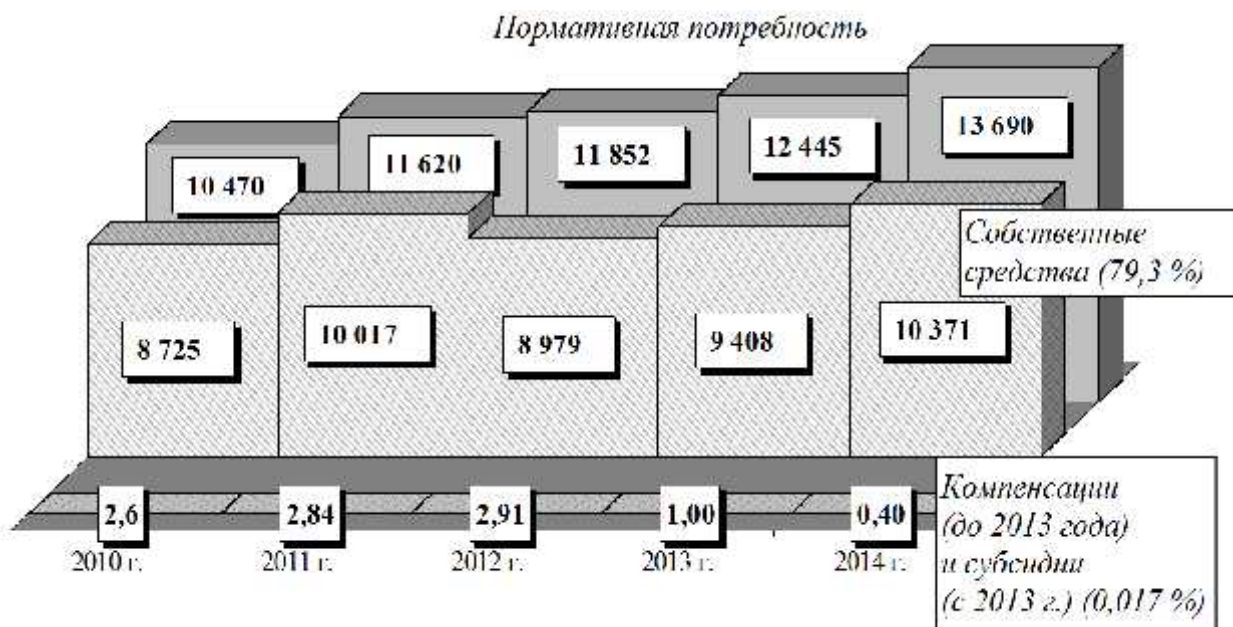 Нормативная потребность
13 690
12 445
11 852
11 620
10 470
Собственные
средства (79,3 %)
10 371
10 017
9 408
8 979
8 725
Компенсации
(до 2013 года)
и субсидии
(с 2013 г.) (0,017 %)
2,6
2,84
2,91
1,00
0,40
2010 г.
2011 г.
2012 г.
2013 г.
2014 г.